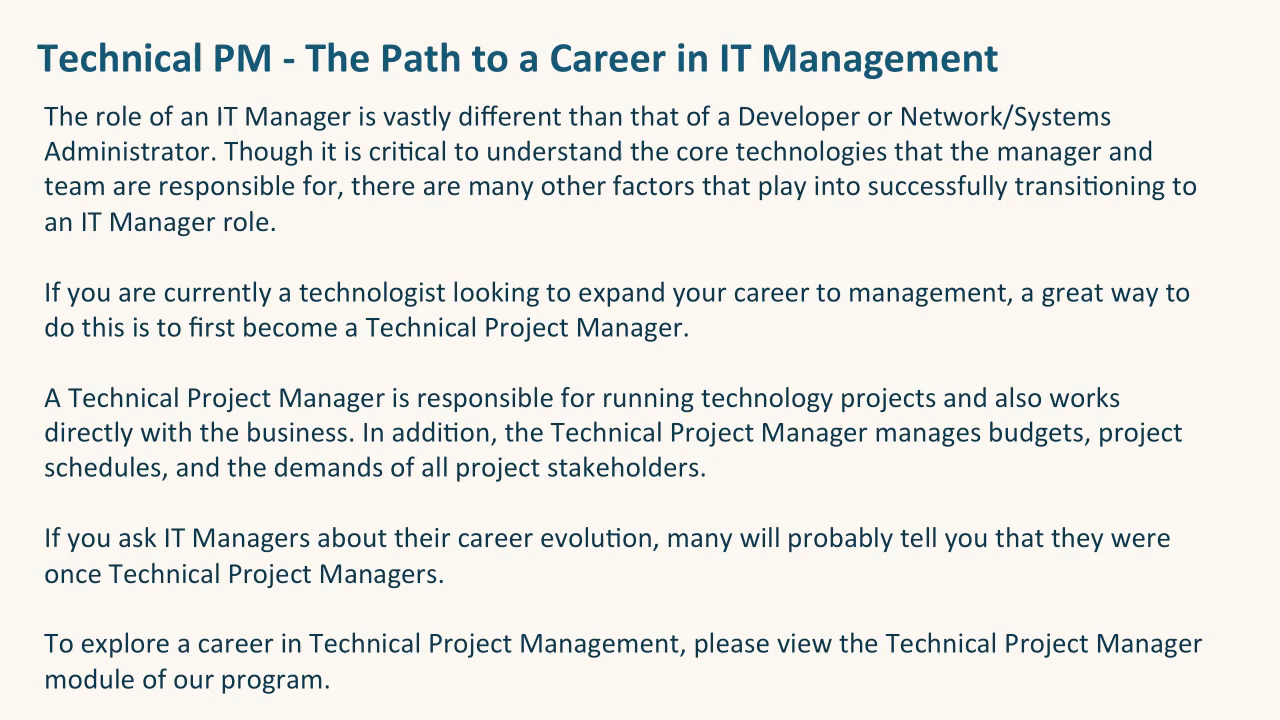 Technical PM - The Path to a Career in IT Management
The role of an IT Manager is vastly different than that of a Developer or Network/Systems
Administrator. Though it is critical to understand the core technologies that the manager and
team are responsible for, there are many other factors that play into successfully transitioning to
an IT Manager role.
If you are currently a technologist looking to expand your career to management, a great way to
do this is to first become a Technical Project Manager.
A Technical Project Manager is responsible for running technology projects and also works
directly with the business. In addition, the Technical Project Manager manages budgets, project
schedules, and the demands of all project stakeholders.
If you ask IT Managers about their career evolution, many will probably tell you that they were
once Technical Project Managers.
To explore a career in Technical Project Management, please view the Technical Project Manager
module of our program.